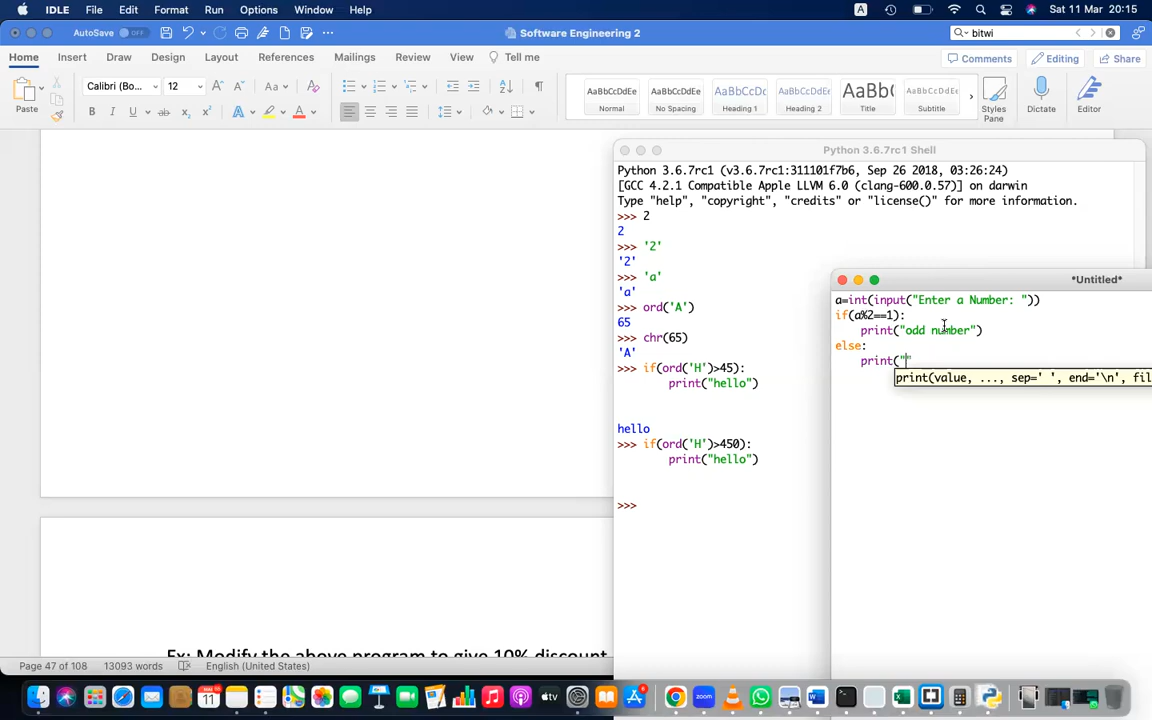 IDLE File Edit Format Run Options Window Help A Sat 11 Mar 20:15
AutoSave OFF Software Engineering 2 bitwi
Home Insert Draw Design Layout References Mailings Review View Tell me Comments Editing Share
Paste Calibri (Bo... 12 Aa AaBbCcDdEe AaBbCcDdEe AaBbCcDc AaBbCcDdEe AaBb( AaBbCcDdEe
Normal No Spacing Heading 1 Heading 2 Title Subtitle Styles Pane Dictate Editor
Python 3.6.7rc1 Shell
Python 3.6.7rc1 (v3.6.7rc1:311101f7b6, Sep 26 2018, 03:26:24)
[GCC 4.2.1 Compatible Apple LLVM 6.0 (clang-600.0.57)] on darwin
Type "help", "copyright", "credits" or "license()" for more information.
>>> 2
2
>>> '2'
'2'
>>> 'a'
'a'
>>> ord('A')
65
>>> chr(65)
'A'
>>> if(ord('H')>45):
print("hello")
hello
>>> if(ord('H')>450):
print("hello")
>>>
*Untitled*
a=int(input("Enter a Number: "))
if(a%2==1):
print("odd number")
else:
print(""
print(value, ..., sep=' ', end='\n', fil
Ex: Modify the above program to give 10% discount
Page 47 of 108 13093 words English (United States)
tv